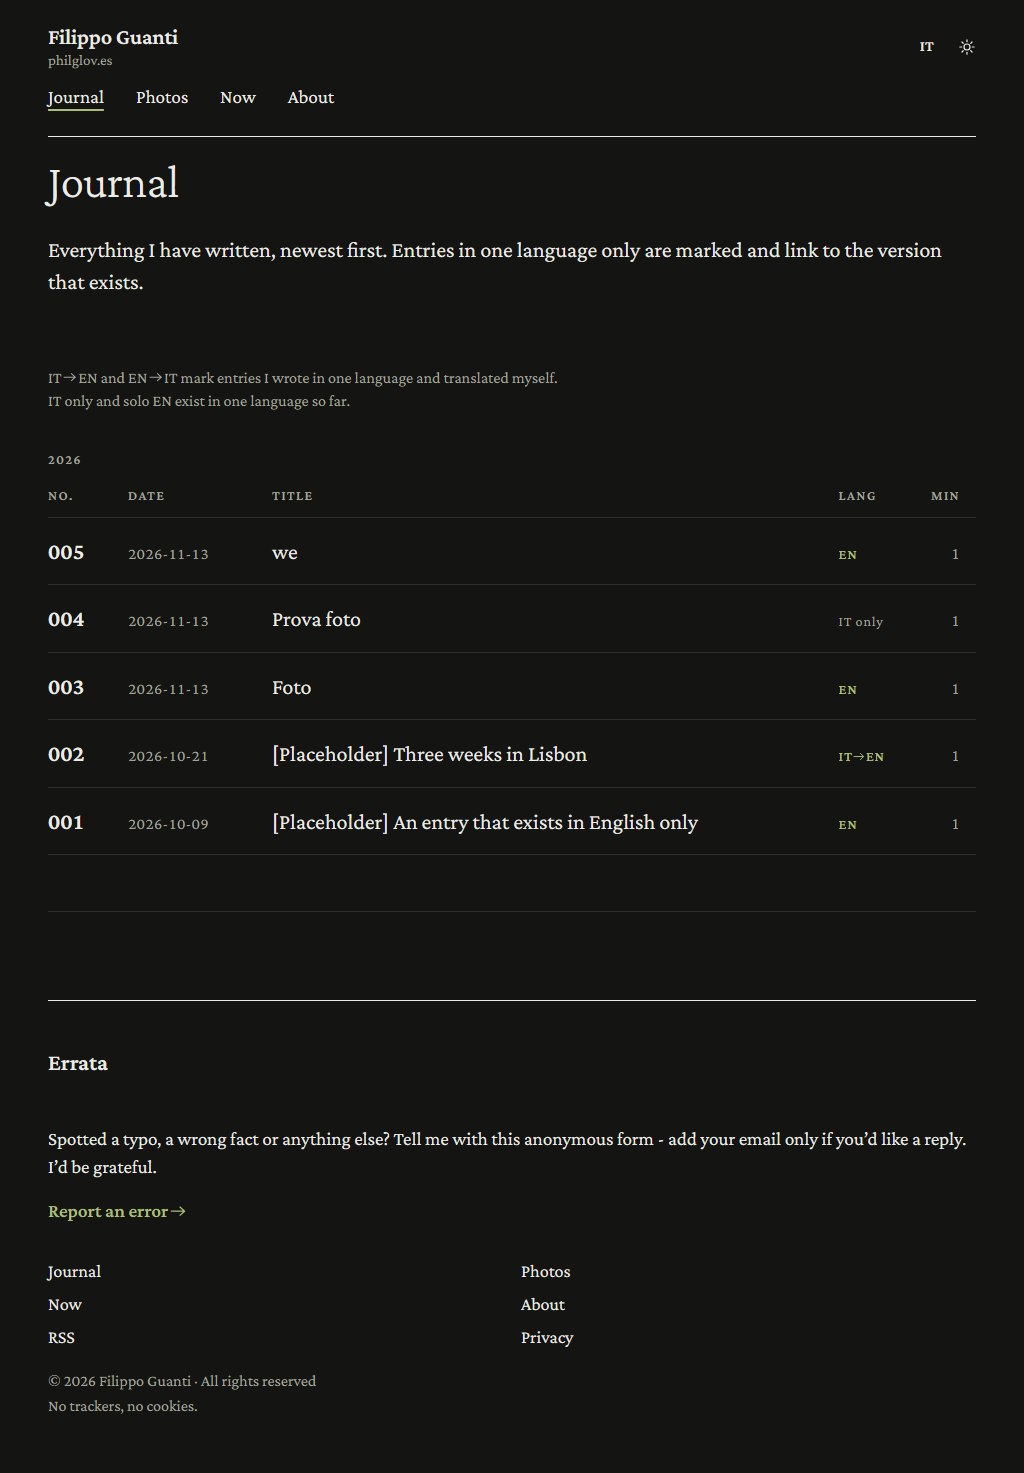 Filippo Guanti
philglov.es
IT
Journal Photos Now About
Journal
Everything I have written, newest first. Entries in one language only are marked and link to the version
that exists.
IT→EN and EN→IT mark entries I wrote in one language and translated myself.
IT only and solo EN exist in one language so far.
2026
NO. DATE TITLE LANG MIN
005 2026-11-13 we EN 1
004 2026-11-13 Prova foto IT only 1
003 2026-11-13 Foto EN 1
002 2026-10-21 [Placeholder] Three weeks in Lisbon IT→EN 1
001 2026-10-09 [Placeholder] An entry that exists in English only EN 1
Errata
Spotted a typo, a wrong fact or anything else? Tell me with this anonymous form - add your email only if you’d like a reply.
I’d be grateful.
Report an error→
Journal Photos
Now About
RSS Privacy
© 2026 Filippo Guanti · All rights reserved
No trackers, no cookies.